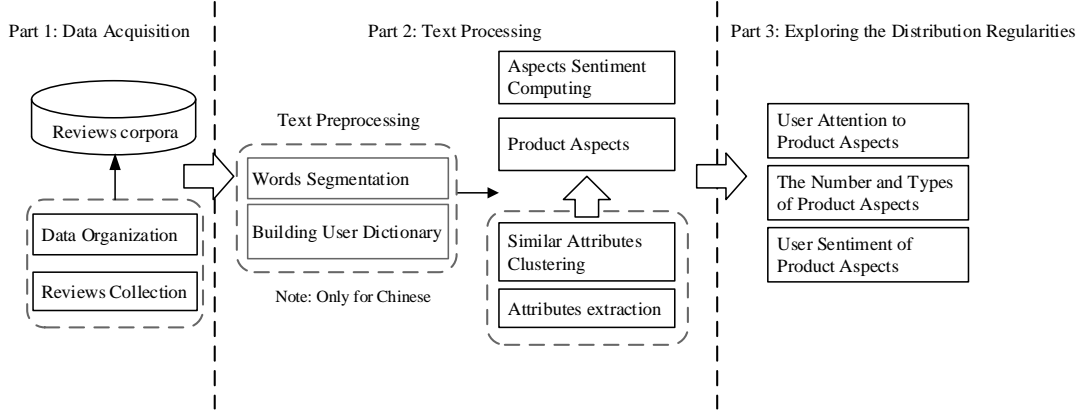 Part 1: Data Acquisition
Reviews corpora
Data Organization
Reviews Collection
Part 2: Text Processing
Text Preprocessing
Words Segmentation
Building User Dictionary
Note: Only for Chinese
Aspects Sentiment
Computing
Product Aspects
Similar Attributes
Clustering
Attributes extraction
Part 3: Exploring the Distribution Regularities
User Attention to
Product Aspects
The Number and Types
of Product Aspects
User Sentiment of
Product Aspects